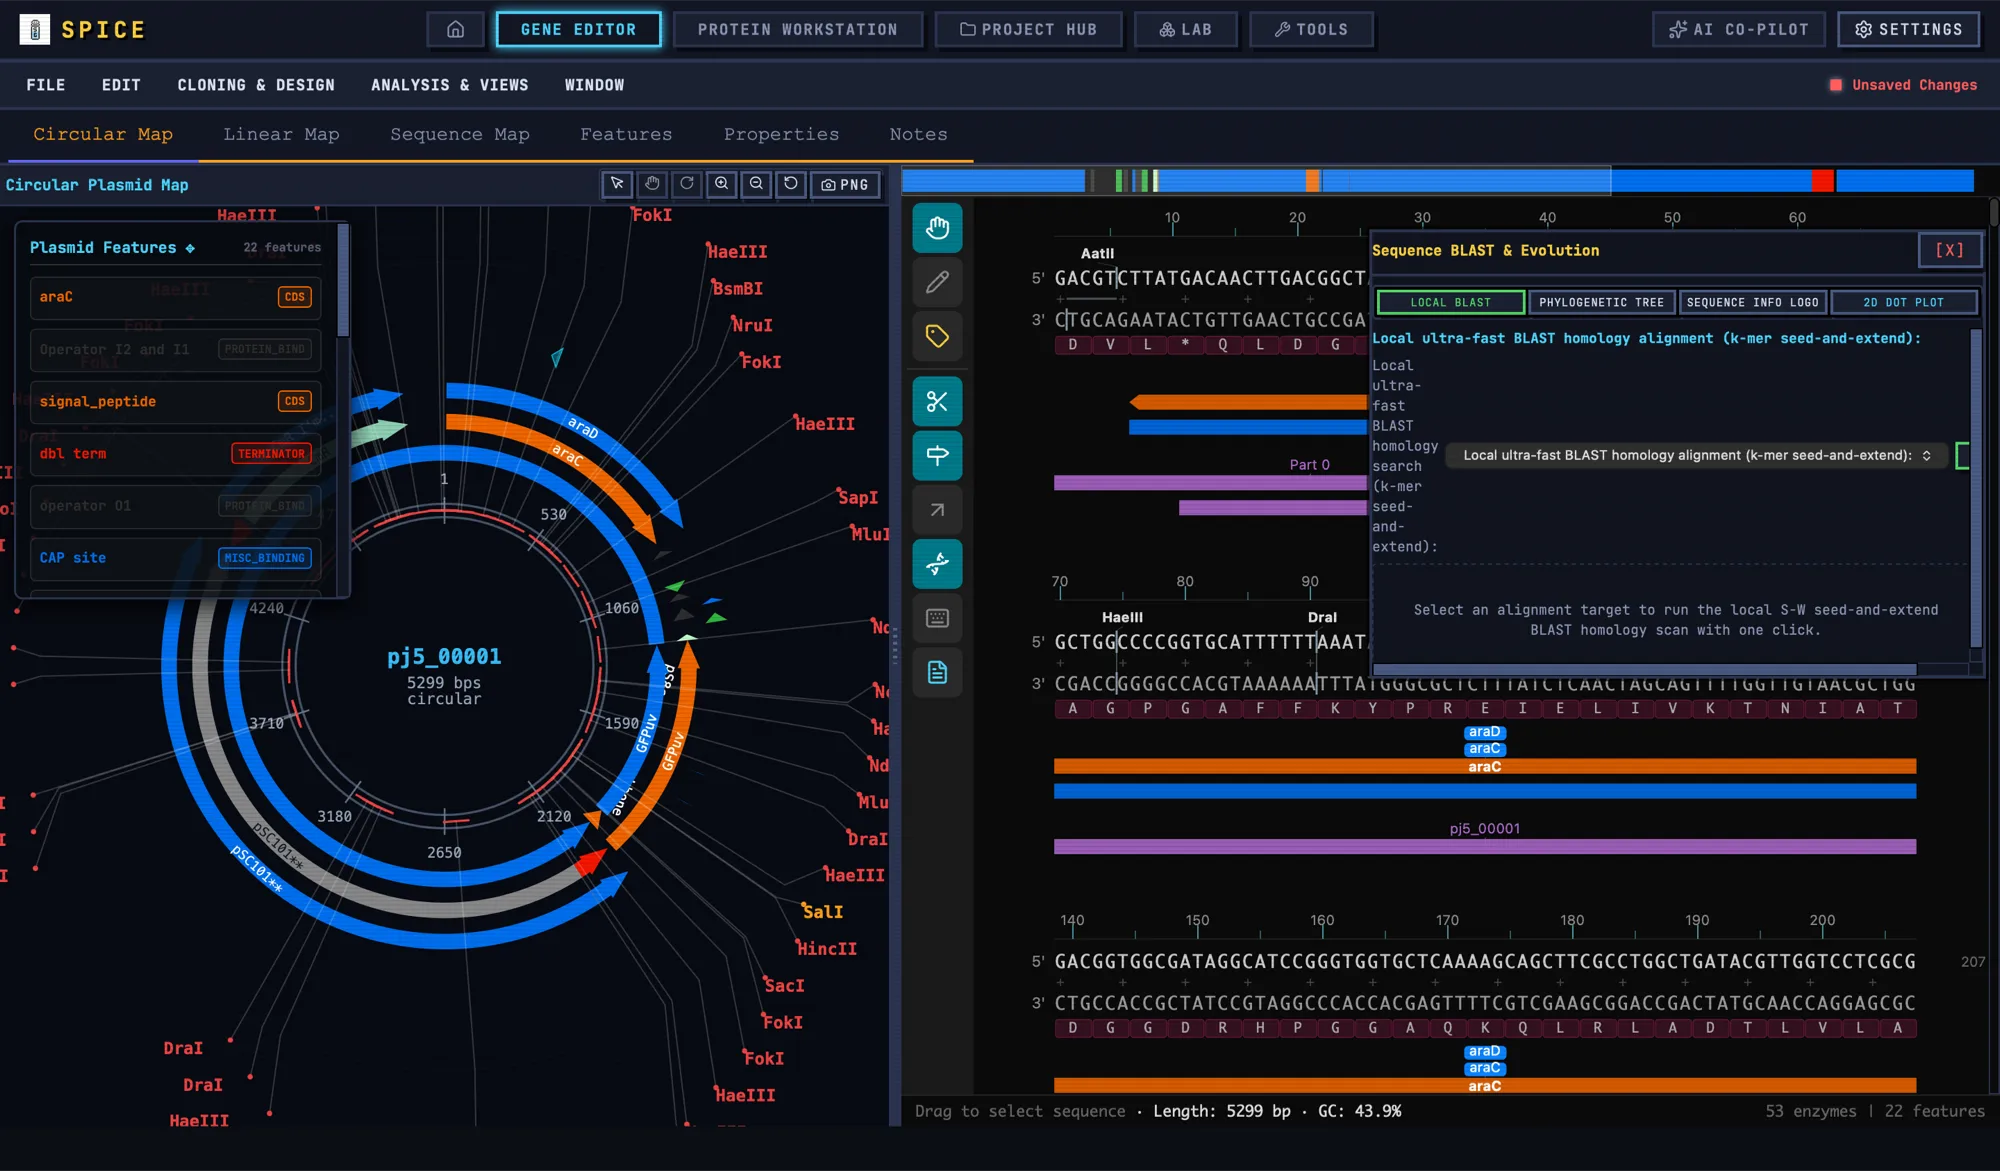 SPICE
GENE EDITOR
PROTEIN WORKSTATION
PROJECT HUB
LAB
TOOLS
AI CO-PILOT
SETTINGS
FILE
EDIT
CLONING & DESIGN
ANALYSIS & VIEWS
WINDOW
Unsaved Changes
Circular Map
Linear Map
Sequence Map
Features
Properties
Notes
Circular Plasmid Map
PNG
Plasmid Features
22 features
araC
CDS
Operator I2 and I1
PROTEIN_BIND
signal_peptide
CDS
dbl term
TERMINATOR
operator O1
PROTEIN_BIND
CAP site
MISC_BINDING
HaeIII
FokI
HaeIII
BsmBI
NruI
FokI
HaeIII
SapI
MluI
DraI
HaeIII
SalI
HincII
SacI
FokI
FokI
HaeIII
DraI
DraI
HaeIII
araD
araC
1
530
1060
1590
2120
2650
3180
3710
4240
pj5_00001
5299 bps
circular
GFPuv
GFPuv
pSC101**
pSC101**
10 20 30 40 50 60
AatII
5' GACGTCTTATGACAACTTGACGGCT
3' CTGCAGAATACTGTTGAACTGCCGA
D V L * Q L D G
Part 0
70 80 90
HaeIII
DraI
5' GCTGGCCCCGGTGCATTTTTTAAAT
3' CGACCGGGGCCACGTAAAAAATTTATGGGCGCTCTTTATCTCAACTAGCAGTTTTGGTTGTAACGCTGG
A G P G A F F K Y P R E I E L I V K T N I A T
araD
araC
araC
pj5_00001
140 150 160 170 180 190 200
5' GACGGTGGCGATAGGCATCCGGGTGGTGCTCAAAAGCAGCTTCGCCTGGCTGATACGTTGGTCCTCGCG 207
3' CTGCCACCGCTATCCGTAGGCCCACCACGAGTTTTCGTCGAAGCGGACCGACTATGCAACCAGGAGCGC
D G G D R H P G G A Q K Q L R L A D T L V L A
araD
araC
araC
Sequence BLAST & Evolution
[X]
LOCAL BLAST
PHYLOGENETIC TREE
SEQUENCE INFO LOGO
2D DOT PLOT
Local ultra-fast BLAST homology alignment (k-mer seed-and-extend):
Local
ultra-
fast
BLAST
homology
search
(k-mer
seed-
and-
extend):
Local ultra-fast BLAST homology alignment (k-mer seed-and-extend):
Select an alignment target to run the local S-W seed-and-extend
BLAST homology scan with one click.
Drag to select sequence · Length: 5299 bp · GC: 43.9%
53 enzymes | 22 features